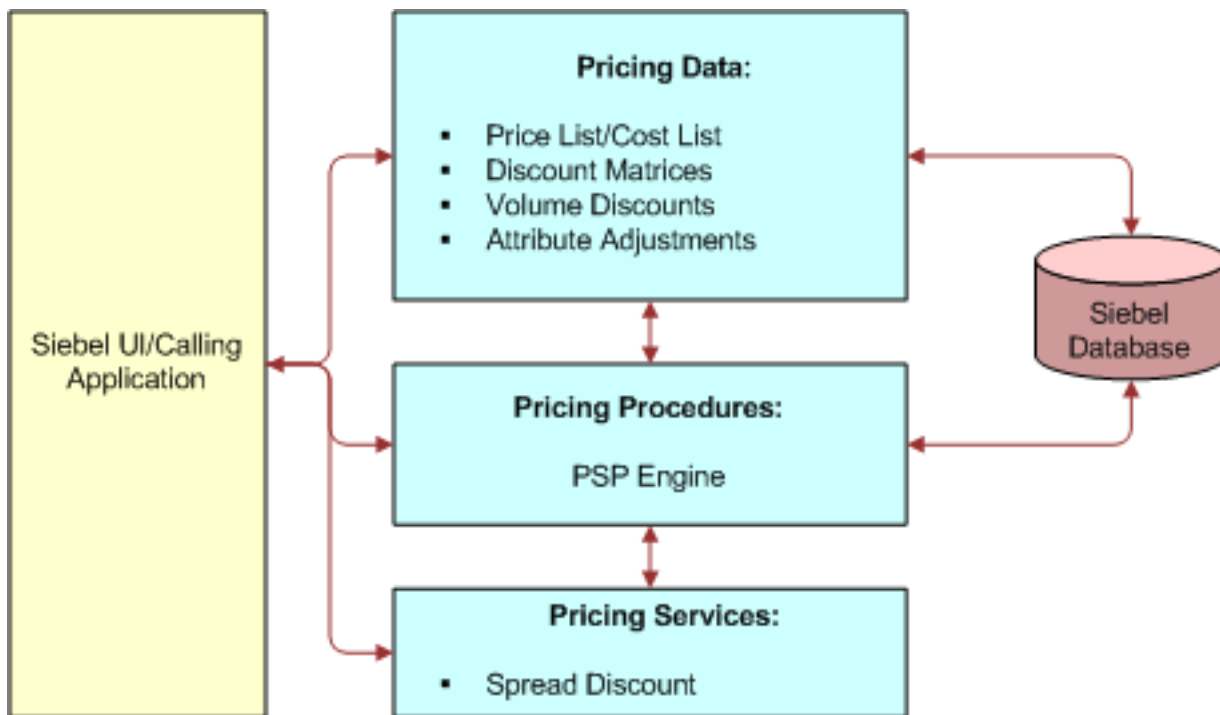 Siebel UI/Calling
Application
Pricing Data:
▪ Price List/Cost List
▪ Discount Matrices
▪ Volume Discounts
▪ Attribute Adjustments
Pricing Procedures:
PSP Engine
Pricing Services:
▪ Spread Discount
Siebel
Database